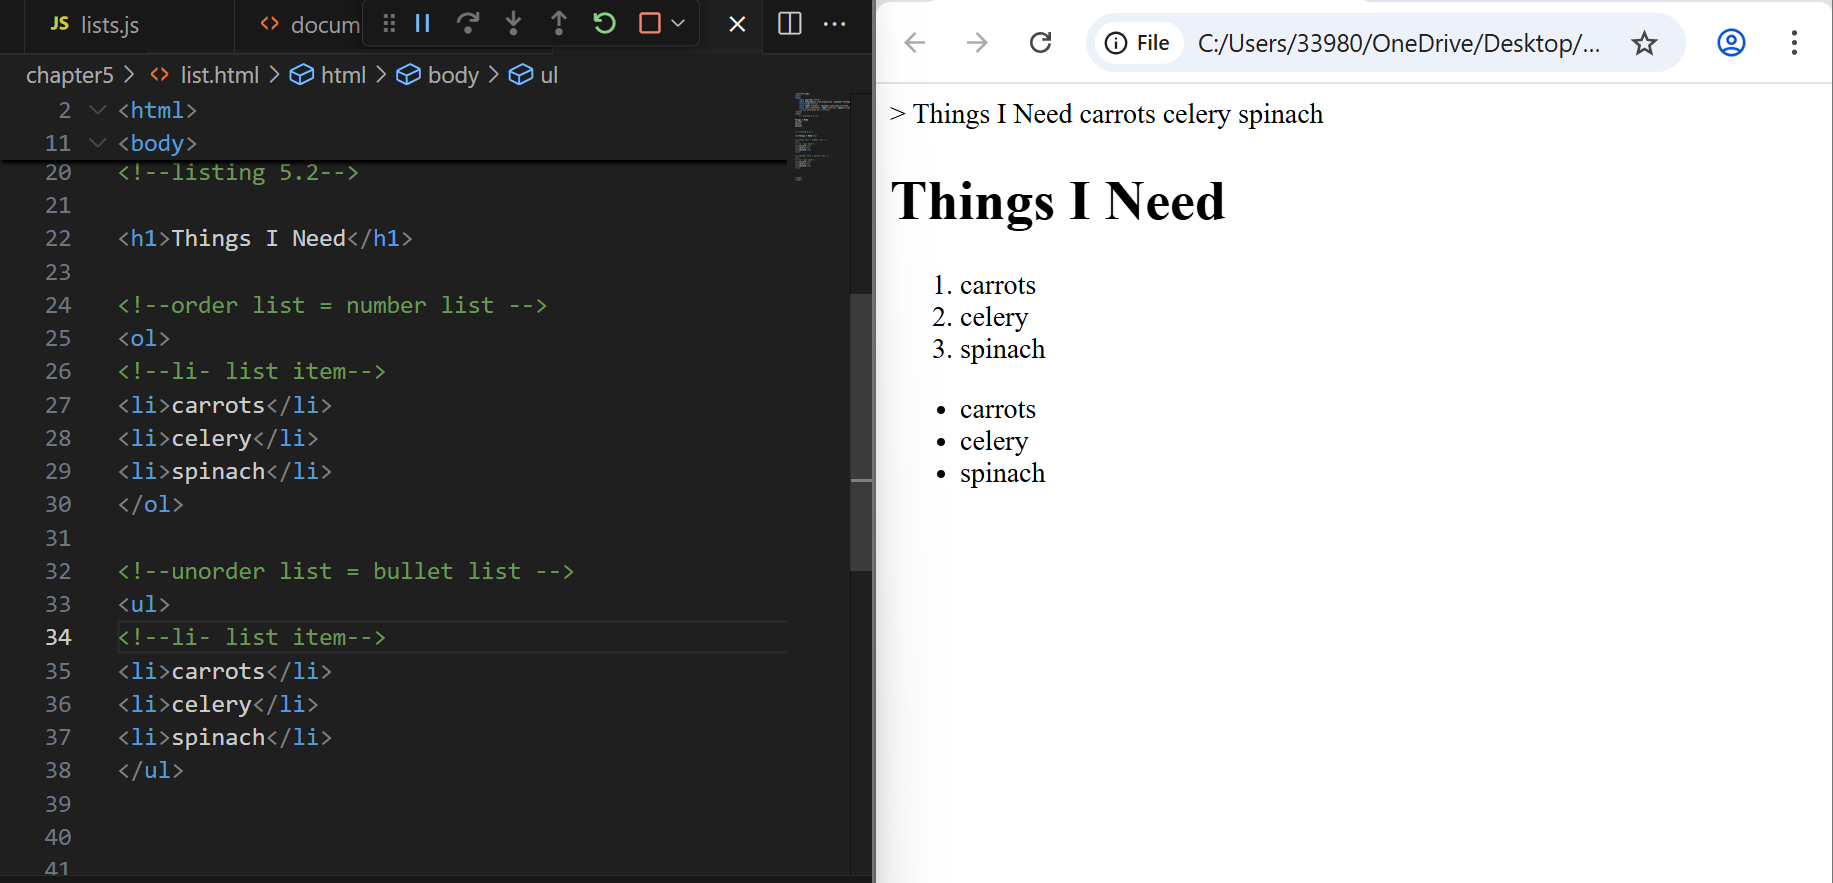 JS lists.js <> docum
chapter5 > <> list.html > html > body > ul
2 <html>
11 <body>
20 <!--listing 5.2-->
21
22 <h1>Things I Need</h1>
23
24 <!--order list = number list -->
25 <ol>
26 <!--li- list item-->
27 <li>carrots</li>
28 <li>celery</li>
29 <li>spinach</li>
30 </ol>
31
32 <!--unorder list = bullet list -->
33 <ul>
34 <!--li- list item-->
35 <li>carrots</li>
36 <li>celery</li>
37 <li>spinach</li>
38 </ul>
39
40
41
File C:/Users/33980/OneDrive/Desktop/...
> Things I Need carrots celery spinach
Things I Need
1. carrots
2. celery
3. spinach
• carrots
• celery
• spinach